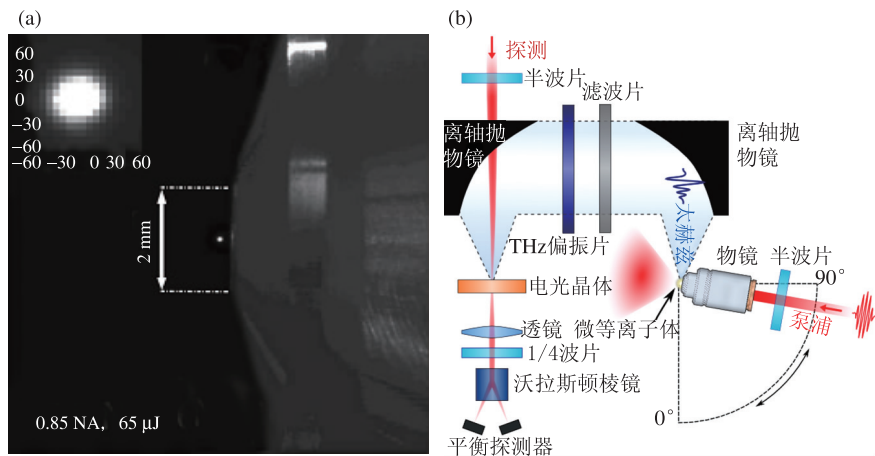 (a)
60
30
0
−30
−60
−60 −30 0 30 60
2 mm
0.85 NA, 65 μJ
(b)
探测
半波片
滤波片
离轴抛
物镜
离轴抛
物镜
太赫兹
THz偏振片
物镜
半波片
90°
电光晶体
泵浦
透镜
微等离子体
1/4波片
沃拉斯顿棱镜
0°
平衡探测器